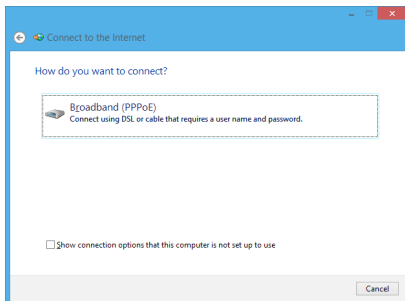 Connect to the Internet
How do you want to connect?
Broadband (PPPoE)
Connect using DSL or cable that requires a user name and password.
Show connection options that this computer is not set up to use
Cancel